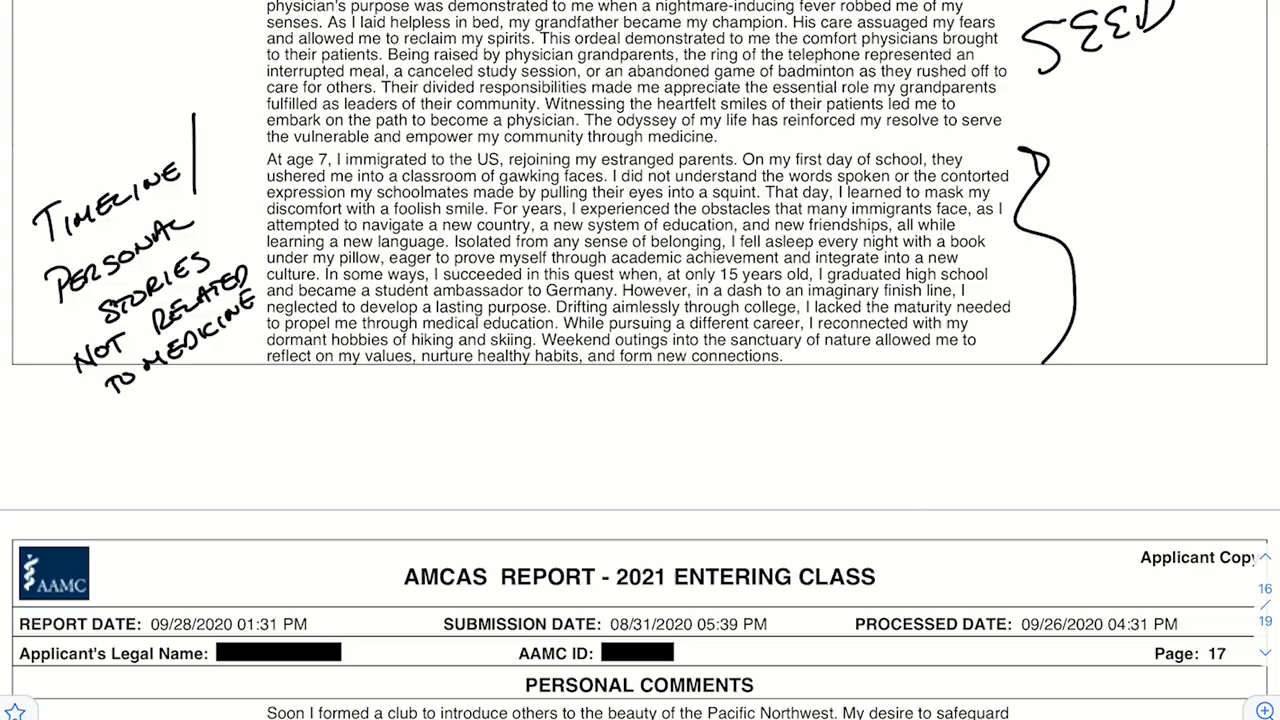 physician's purpose was demonstrated to me when a nightmare-inducing fever robbed me of my
senses. As I laid helpless in bed, my grandfather became my champion. His care assuaged my fears
and allowed me to reclaim my spirits. This ordeal demonstrated to me the comfort physicians brought
to their patients. Being raised by physician grandparents, the ring of the telephone represented an
interrupted meal, a canceled study session, or an abandoned game of badminton as they rushed off to
care for others. Their divided responsibilities made me appreciate the essential role my grandparents
fulfilled as leaders of their community. Witnessing the heartfelt smiles of their patients led me to
embark on the path to become a physician. The odyssey of my life has reinforced my resolve to serve
the vulnerable and empower my community through medicine.
SEED
At age 7, I immigrated to the US, rejoining my estranged parents. On my first day of school, they
ushered me into a classroom of gawking faces. I did not understand the words spoken or the contorted
expression my schoolmates made by pulling their eyes into a squint. That day, I learned to mask my
discomfort with a foolish smile. For years, I experienced the obstacles that many immigrants face, as I
attempted to navigate a new country, a new system of education, and new friendships, all while
learning a new language. Isolated from any sense of belonging, I fell asleep every night with a book
under my pillow, eager to prove myself through academic achievement and integrate into a new
culture. In some ways, I succeeded in this quest when, at only 15 years old, I graduated high school
and became a student ambassador to Germany. However, in a dash to an imaginary finish line, I
neglected to develop a lasting purpose. Drifting aimlessly through college, I lacked the maturity needed
to propel me through medical education. While pursuing a different career, I reconnected with my
dormant hobbies of hiking and skiing. Weekend outings into the sanctuary of nature allowed me to
reflect on my values, nurture healthy habits, and form new connections.
TIMELINE/
PERSONAL
STORIES
NOT RELATED
TO MEDICINE
AAMC
Applicant Copy
AMCAS REPORT - 2021 ENTERING CLASS
16
/
19
REPORT DATE: 09/28/2020 01:31 PM SUBMISSION DATE: 08/31/2020 05:39 PM PROCESSED DATE: 09/26/2020 04:31 PM
Applicant's Legal Name: AAMC ID: Page: 17
PERSONAL COMMENTS
Soon I formed a club to introduce others to the beauty of the Pacific Northwest. My desire to safeguard